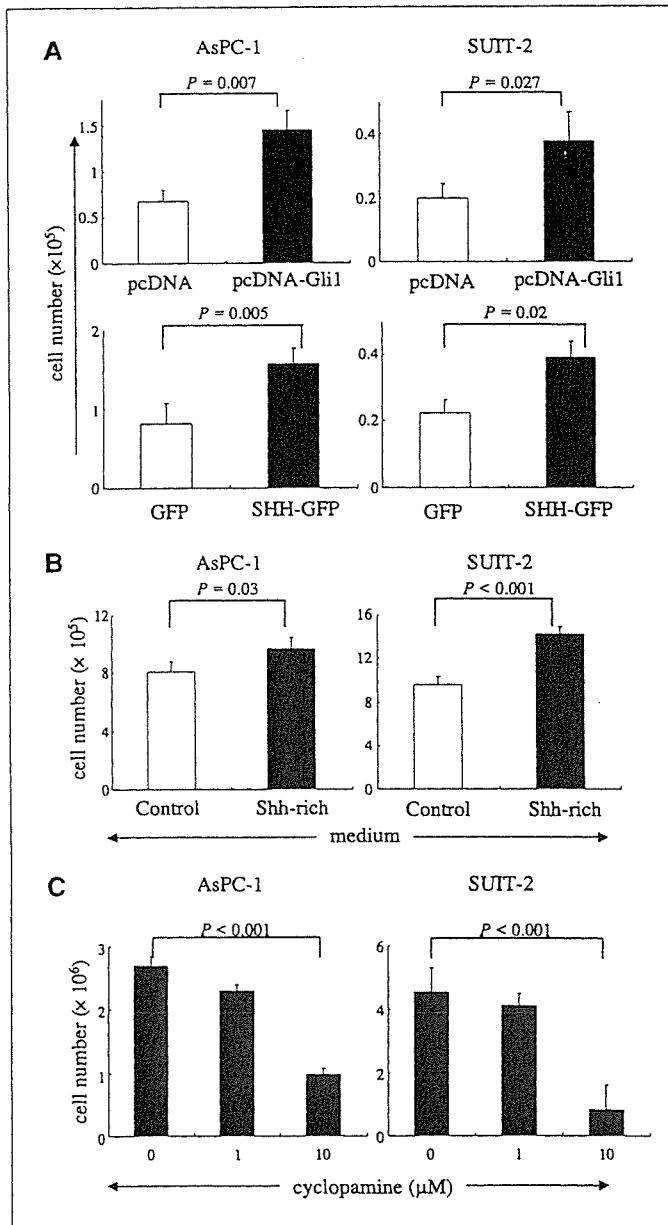 A
AsPC-1 SUIT-2
P = 0.007 P = 0.027
1.5
1
0.5
0
0.4
0.2
0
pcDNA pcDNA-Gli1 pcDNA pcDNA-Gli1
cell number (×10⁵)
P = 0.005 P = 0.02
2
1
0
0.4
0.2
0
GFP SHH-GFP GFP SHH-GFP
B
AsPC-1 SUIT-2
P = 0.03 P < 0.001
cell number (× 10⁵)
12
8
4
0
16
12
8
4
0
Control Shh-rich Control Shh-rich
medium
C
AsPC-1 SUIT-2
P < 0.001 P < 0.001
cell number (× 10⁶)
3
2
1
0
6
4
2
0
0 1 10 0 1 10
cyclopamine (μM)